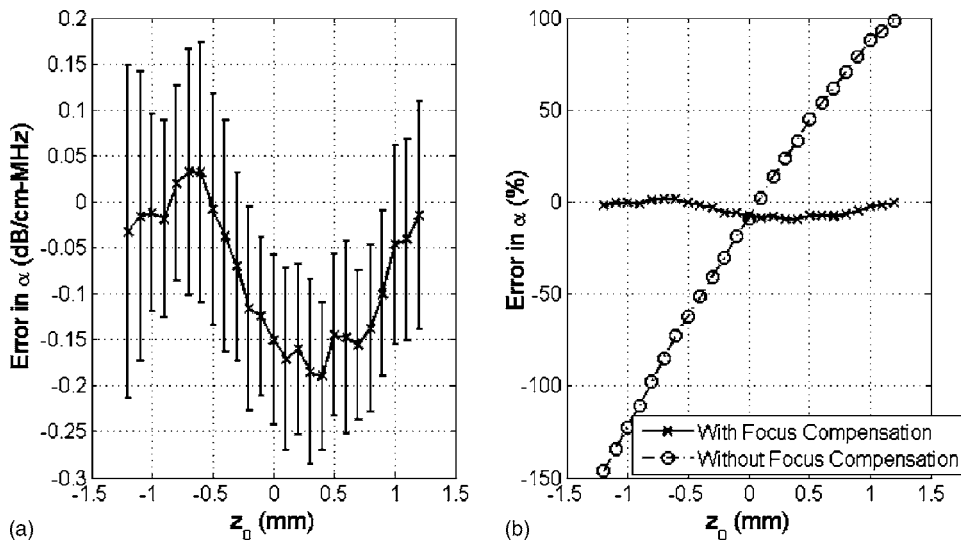 0.2
0.15
0.1
0.05
0
-0.05
-0.1
-0.15
-0.2
-0.25
-0.3
Error in α (dB/cm-MHz)
-1.5 -1 -0.5 0 0.5 1 1.5
z₀ (mm)
(a)
100
50
0
-50
-100
-150
Error in α (%)
With Focus Compensation
Without Focus Compensation
-1.5 -1 -0.5 0 0.5 1 1.5
z₀ (mm)
(b)